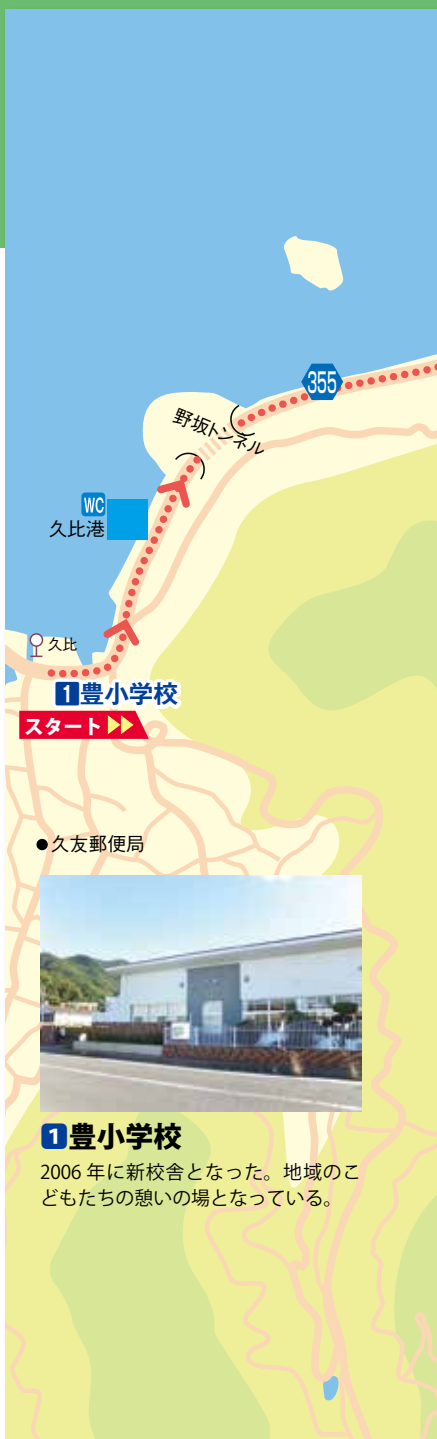 355
野坂トンネル
WC
久比港
久比
1豊小学校
スタート
●久友郵便局
1豊小学校
2006 年に新校舎となった。地域のこ
どもたちの憩いの場となっている。